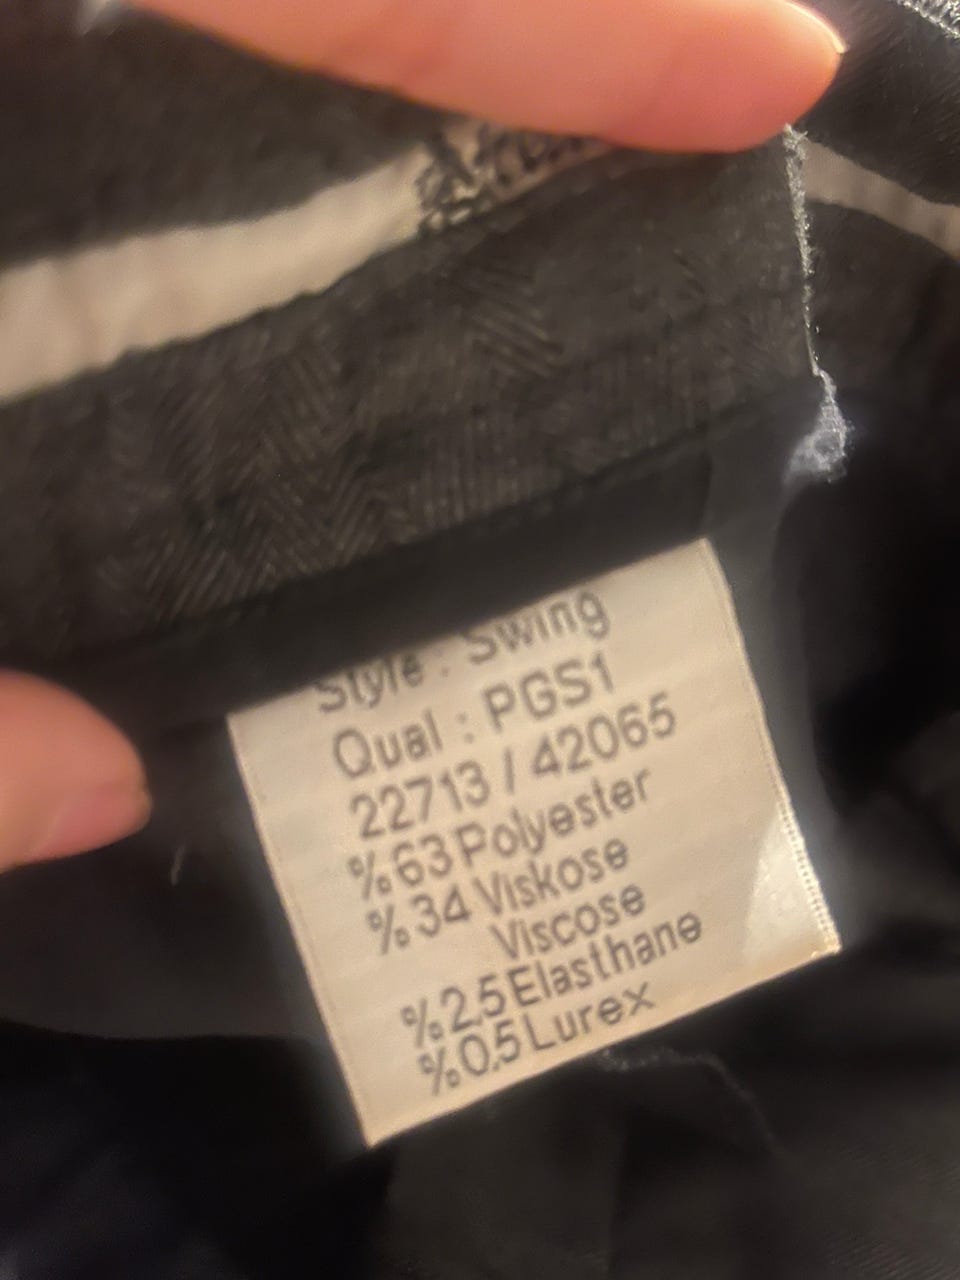 Style : Swing
Qual : PGS1
22713 / 42065
%63 Polyester
%34 Viskose
Viscose
%2,5 Elasthane
%0,5 Lurex